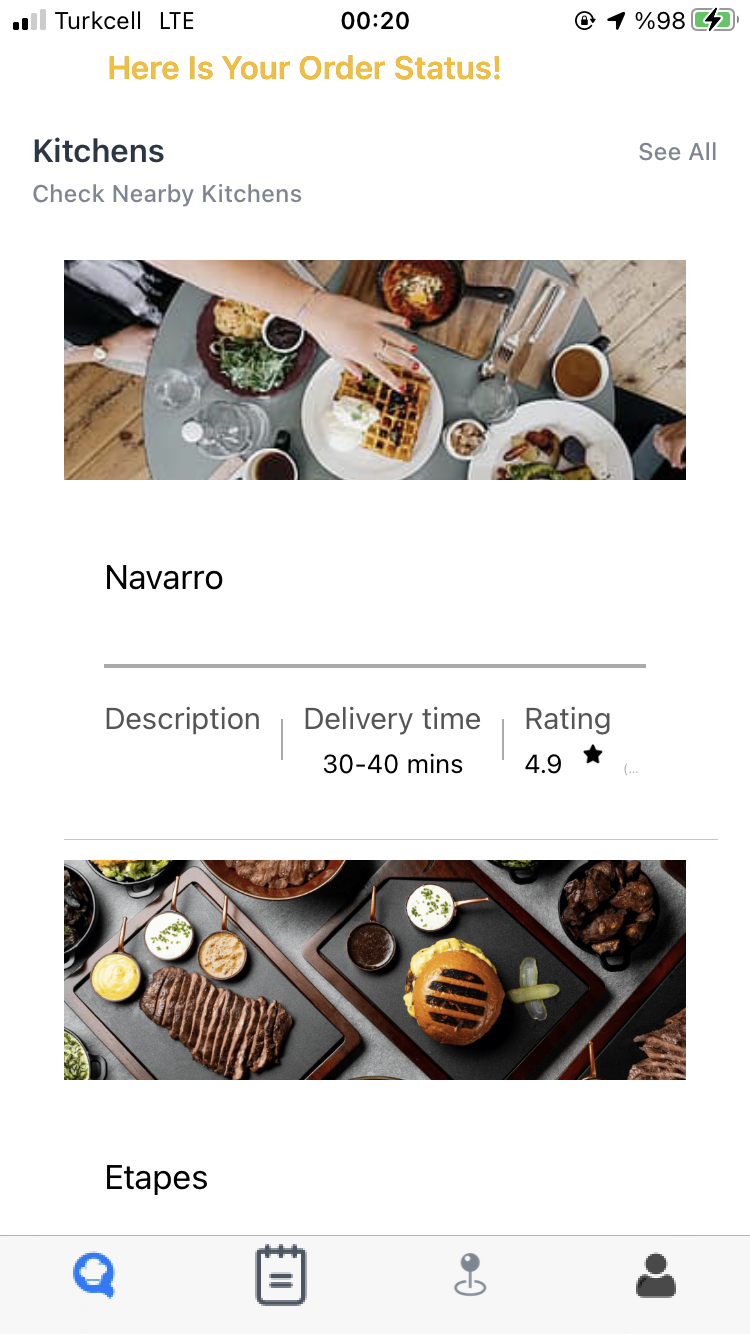 Turkcell LTE 00:20 %98
Here Is Your Order Status!
Kitchens See All
Check Nearby Kitchens
Navarro
Description Delivery time Rating
30-40 mins 4.9 (...
Etapes